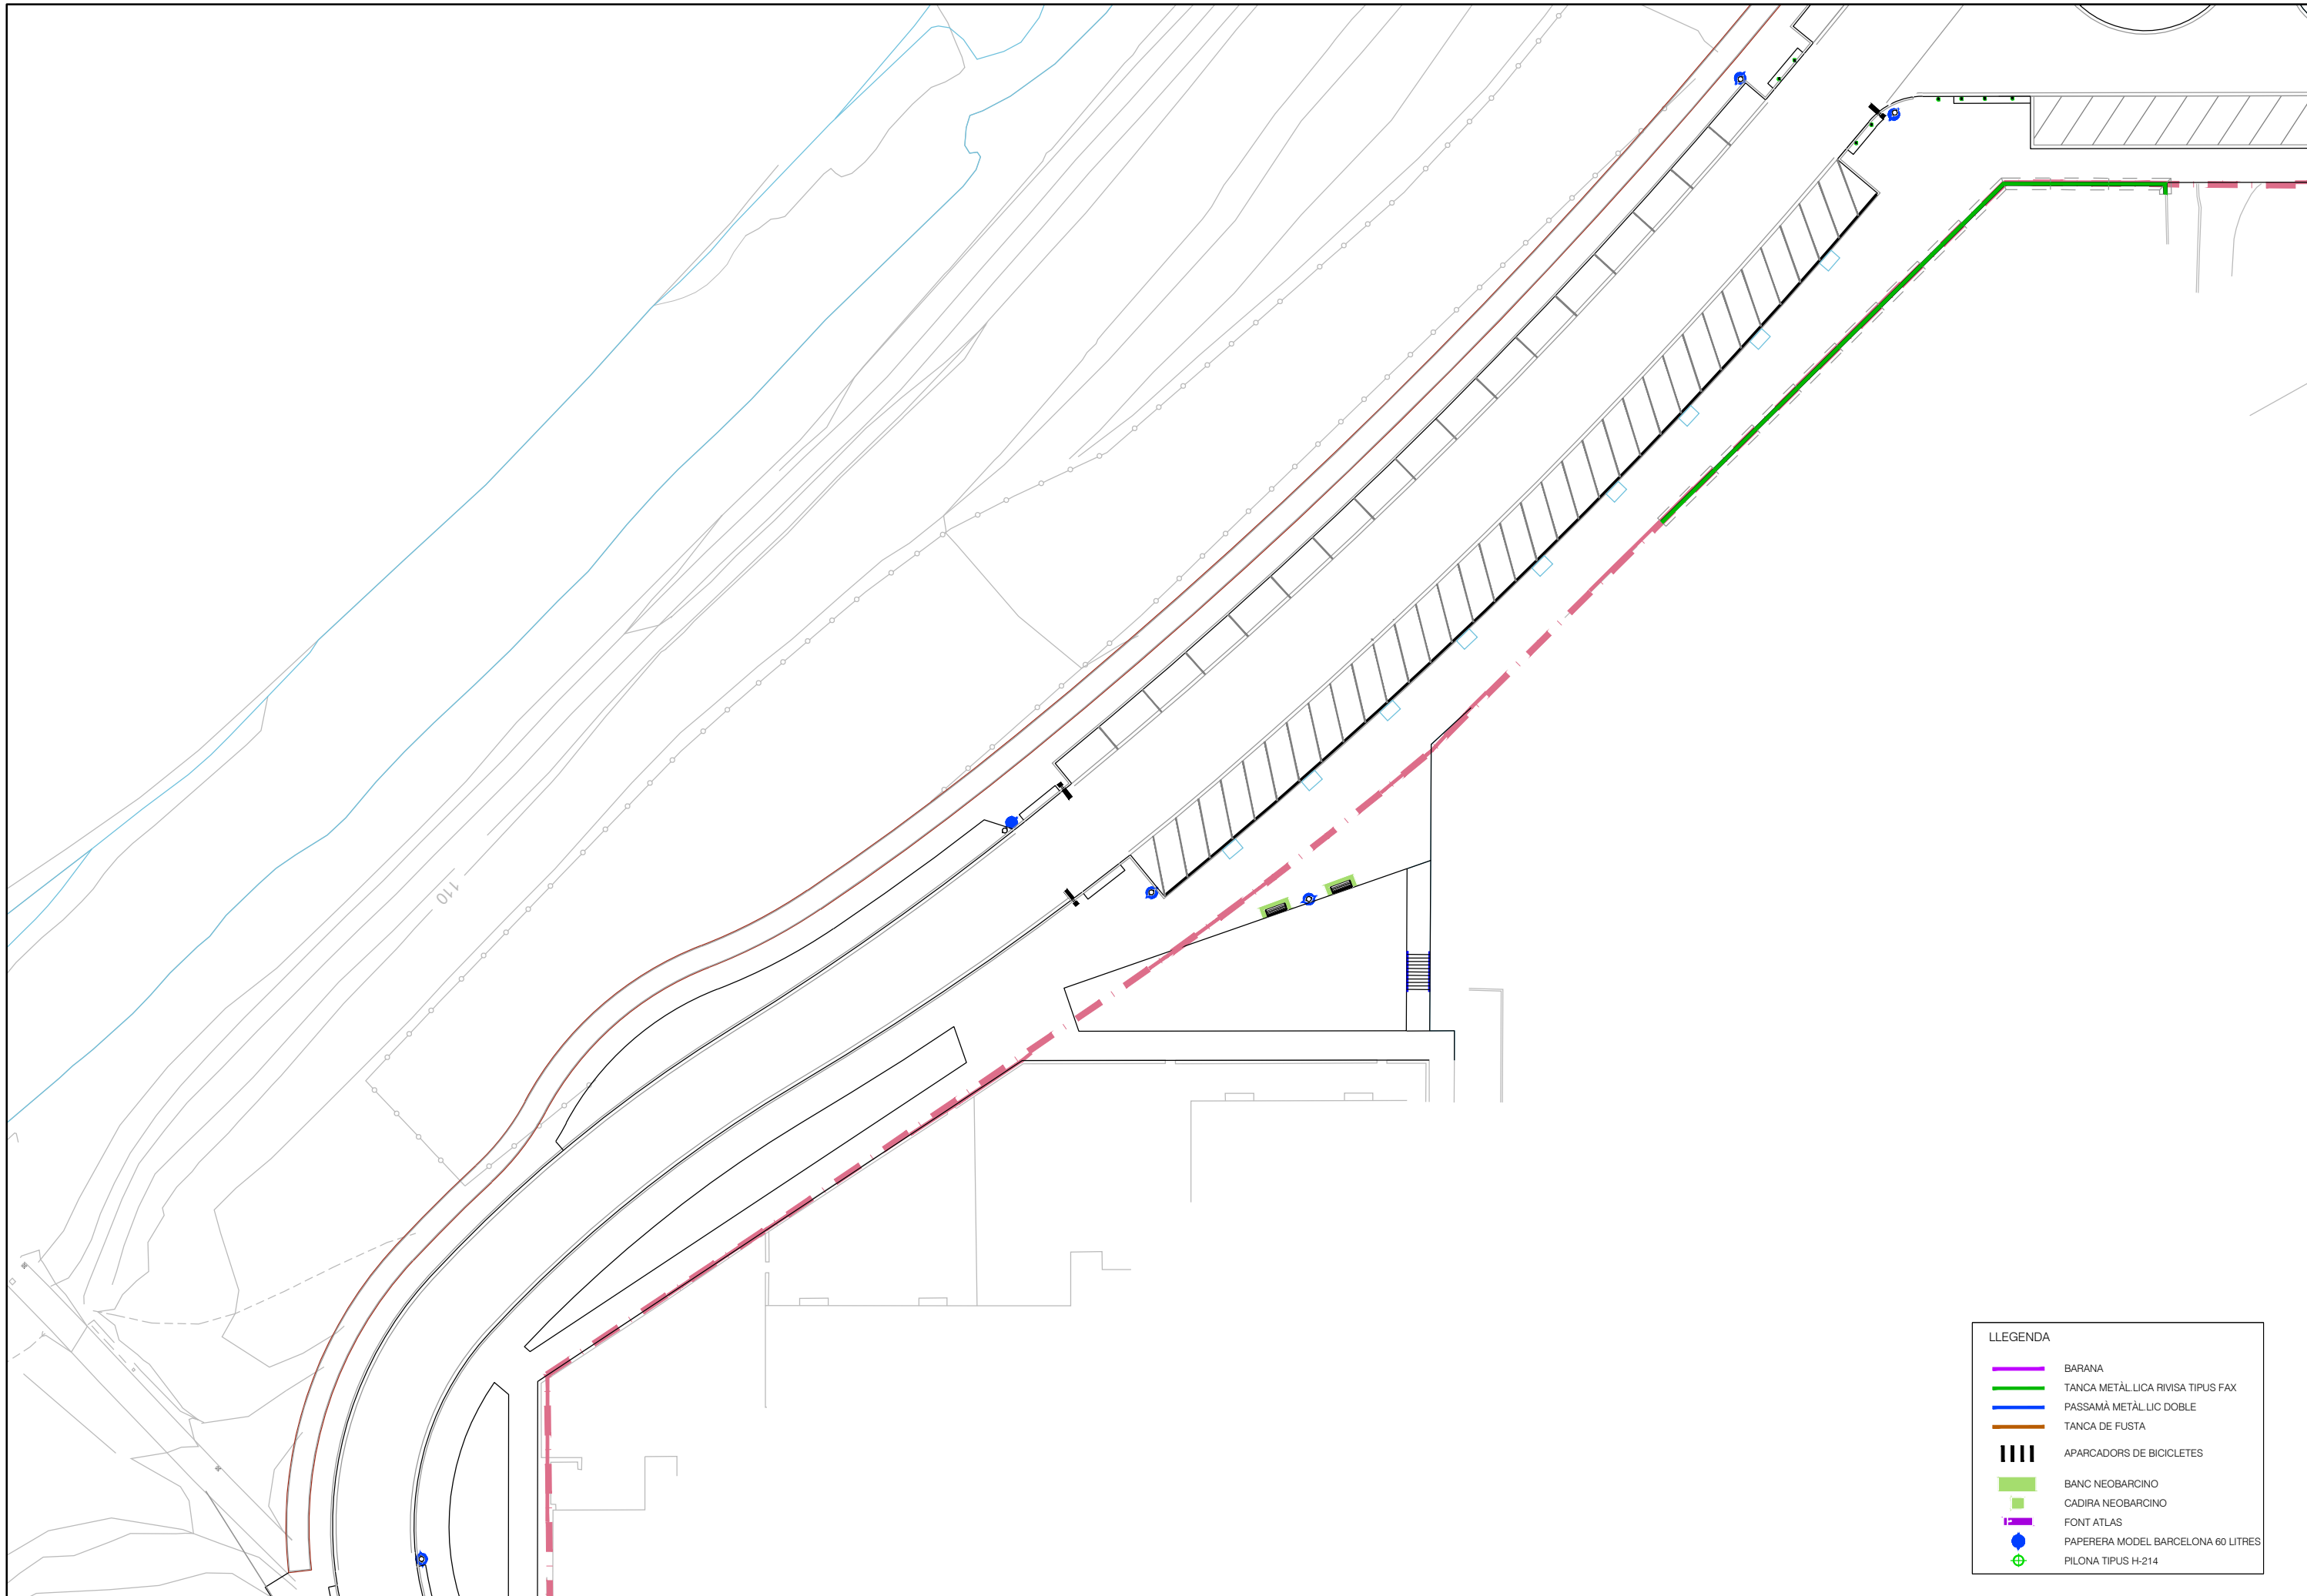 110
LLEGENDA
BARANA
TANCA METÀL.LICA RIVISA TIPUS FAX
PASSAMÀ METÀL.LIC DOBLE
TANCA DE FUSTA
APARCADORS DE BICICLETES
BANC NEOBARCINO
CADIRA NEOBARCINO
FONT ATLAS
PAPERERA MODEL BARCELONA 60 LITRES
PILONA TIPUS H-214